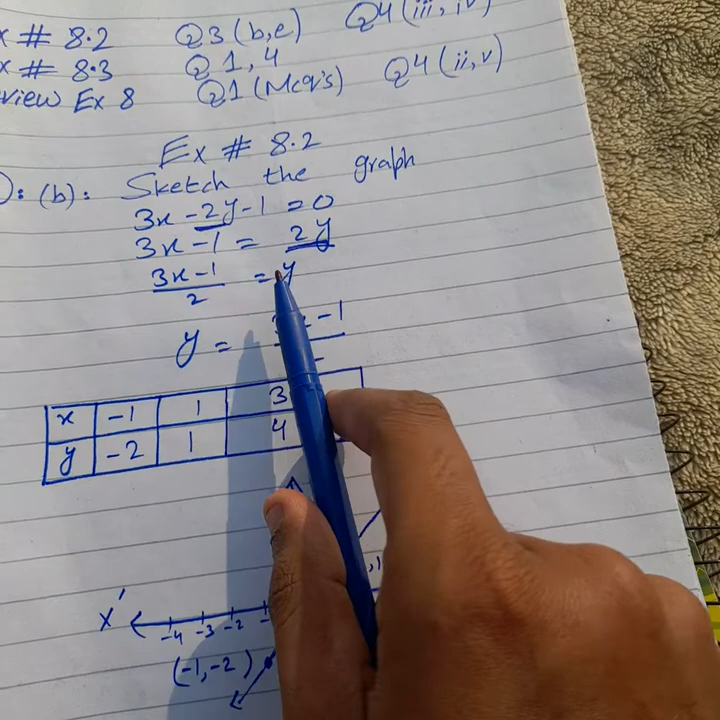 x # 8.2 Q3 (b,e) Q4 (iii, iv)
x # 8.3 Q 1, 4 Q4 (ii, v)
view Ex 8 Q1 (Mcq's)
Ex # 8.2
: (b): Sketch the graph
3x - 2y - 1 = 0
3x - 1 = 2y
3x - 1 / 2 = y
y = -1
x -1 1 3
y -2 1 4
X' -4 -3 -2
(-1, -2)